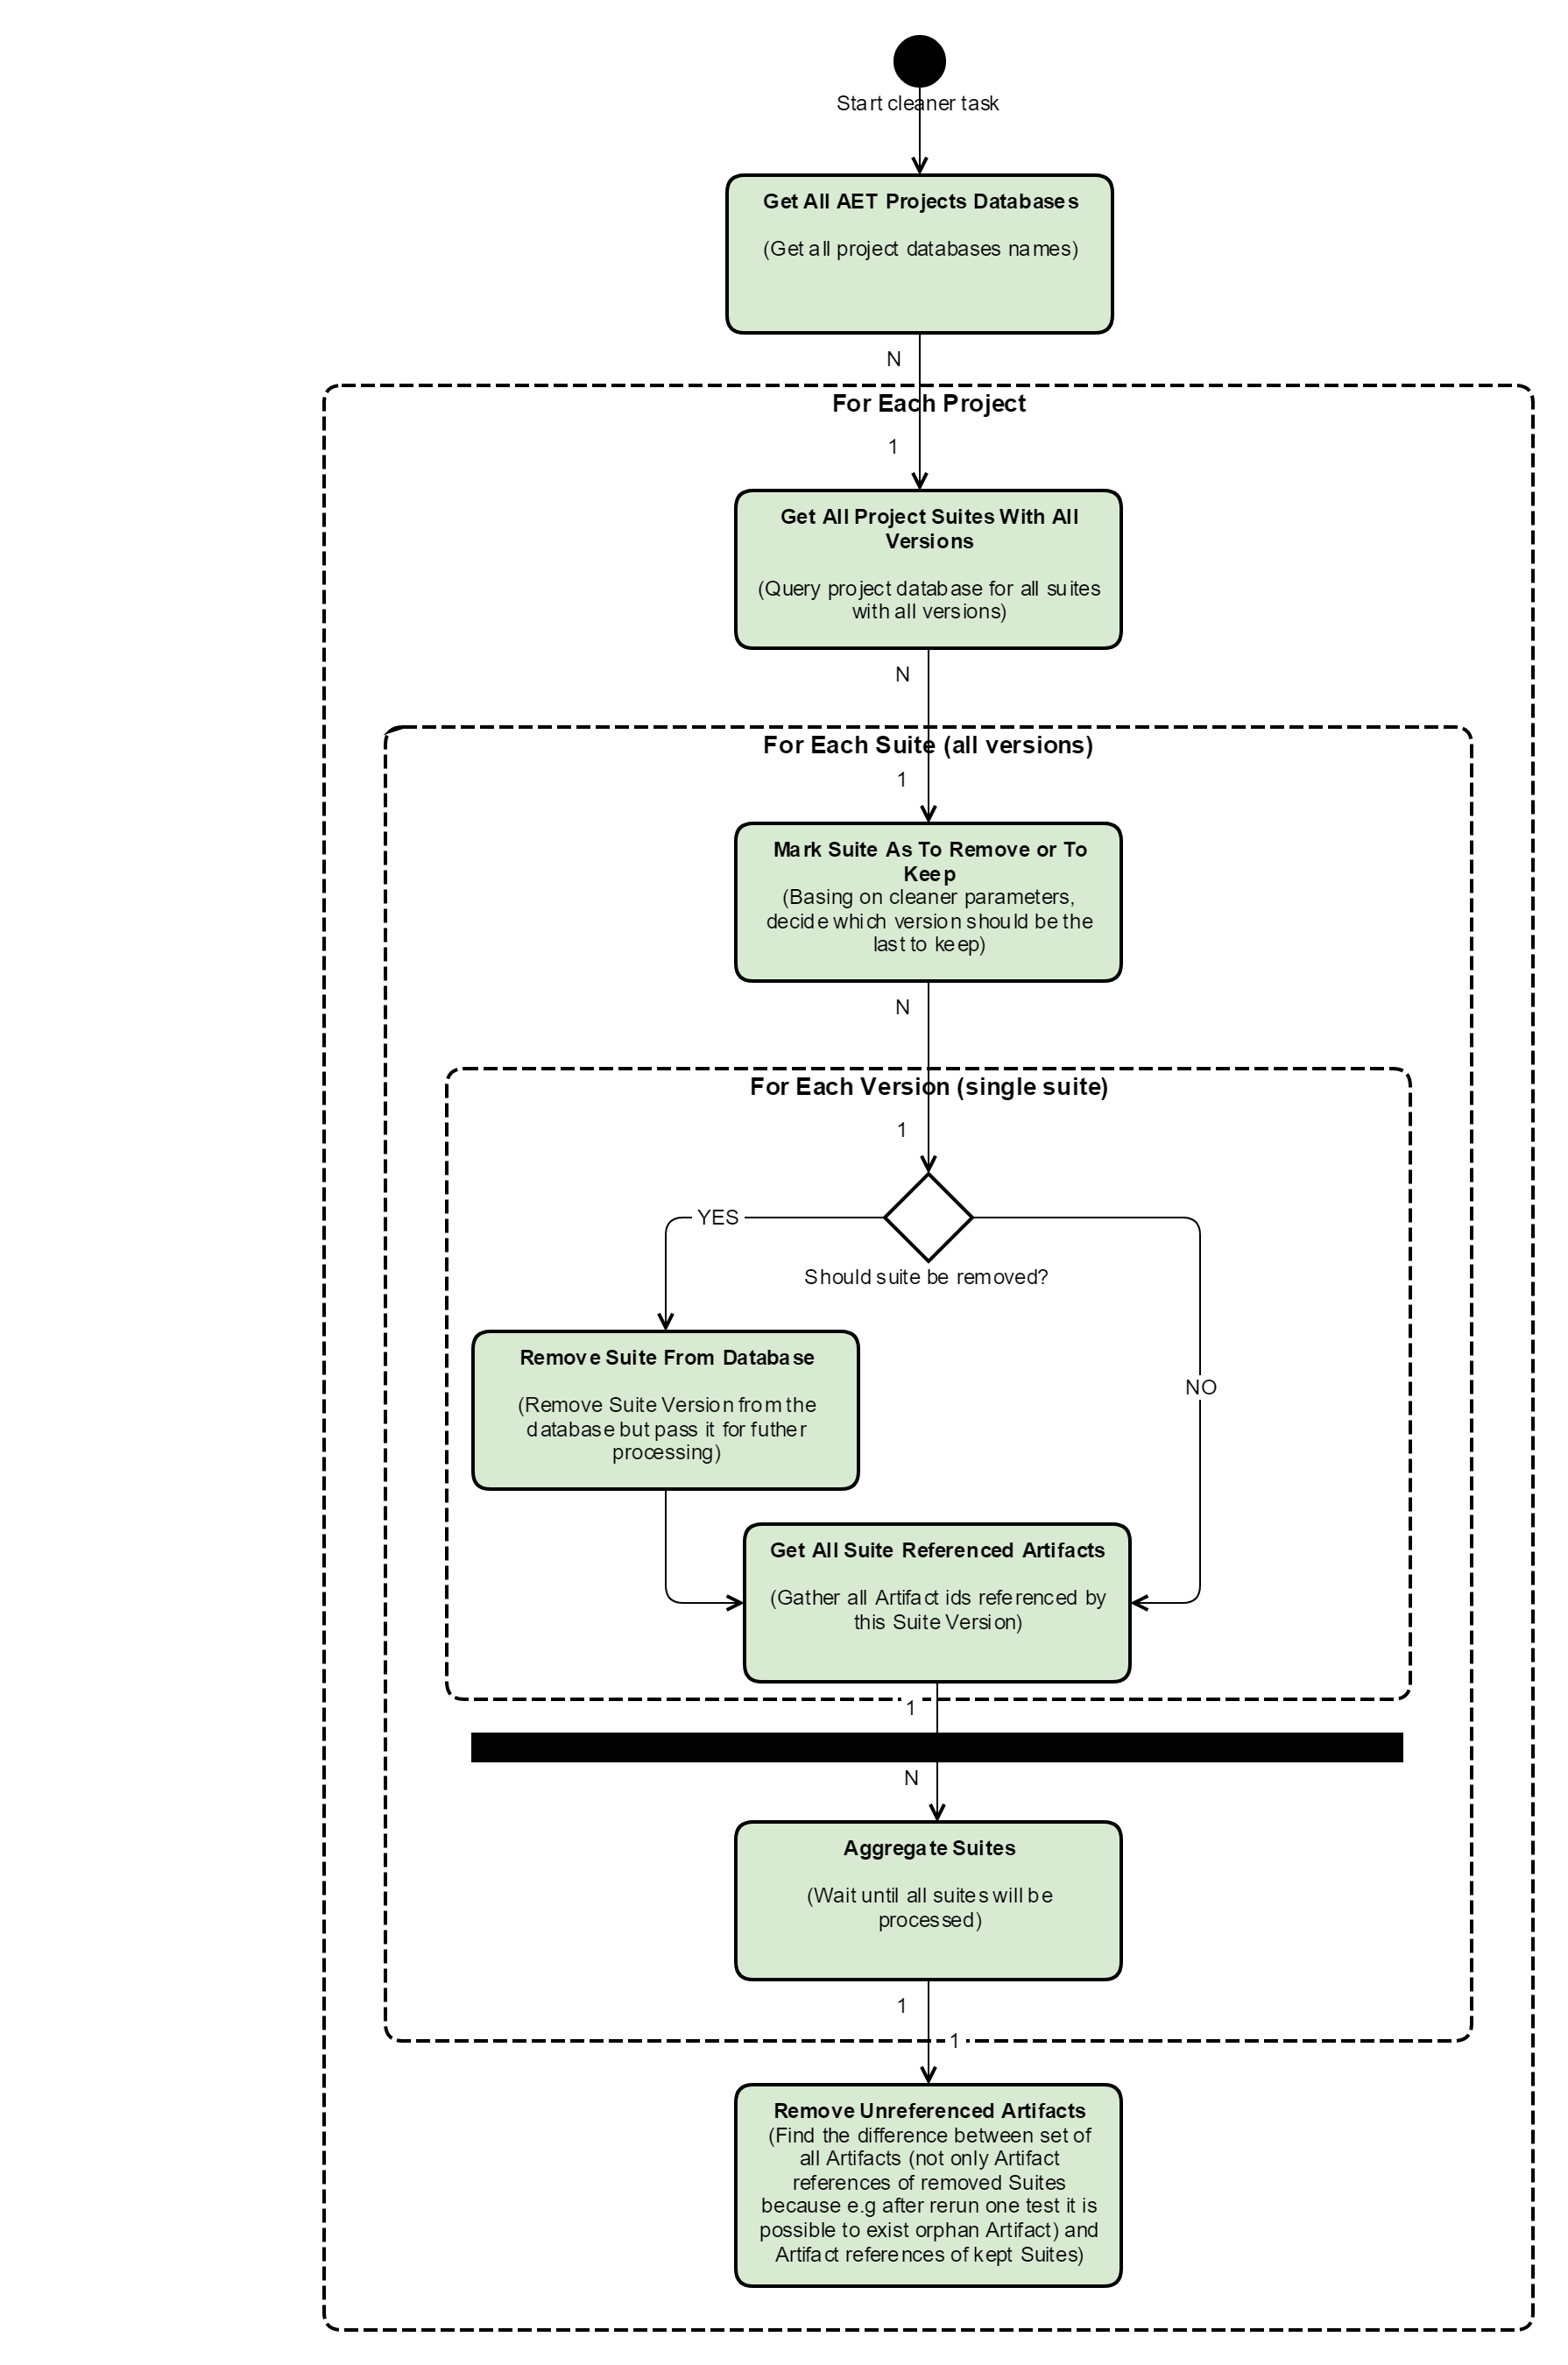 Start cleaner task
Get All AET Projects Databases
(Get all project databases names)
N
For Each Project
1
Get All Project Suites With All
Versions
(Query project database for all suites
with all versions)
N
For Each Suite (all versions)
1
Mark Suite As To Remove or To
Keep
(Basing on cleaner parameters,
decide which version should be the
last to keep)
N
For Each Version (single suite)
1
YES
Should suite be removed?
Remove Suite From Database
(Remove Suite Version from the
database but pass it for futher
processing)
NO
Get All Suite Referenced Artifacts
(Gather all Artifact ids referenced by
this Suite Version)
1
N
Aggregate Suites
(Wait until all suites will be
processed)
1
1
Remove Unreferenced Artifacts
(Find the difference between set of
all Artifacts (not only Artifact
references of removed Suites
because e.g after rerun one test it is
possible to exist orphan Artifact) and
Artifact references of kept Suites)